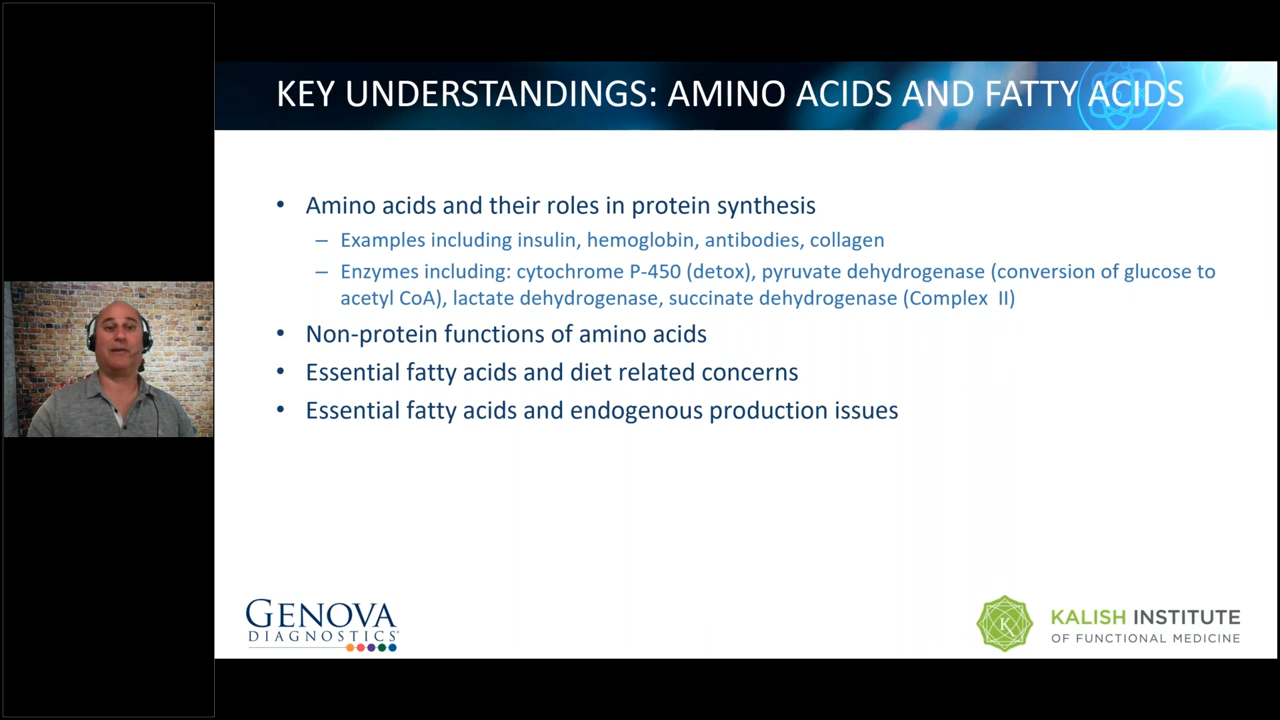 KEY UNDERSTANDINGS: AMINO ACIDS AND FATTY ACIDS
• Amino acids and their roles in protein synthesis
– Examples including insulin, hemoglobin, antibodies, collagen
– Enzymes including: cytochrome P-450 (detox), pyruvate dehydrogenase (conversion of glucose to
acetyl CoA), lactate dehydrogenase, succinate dehydrogenase (Complex II)
• Non-protein functions of amino acids
• Essential fatty acids and diet related concerns
• Essential fatty acids and endogenous production issues
GENOVA
DIAGNOSTICS
K
KALISH INSTITUTE
OF FUNCTIONAL MEDICINE